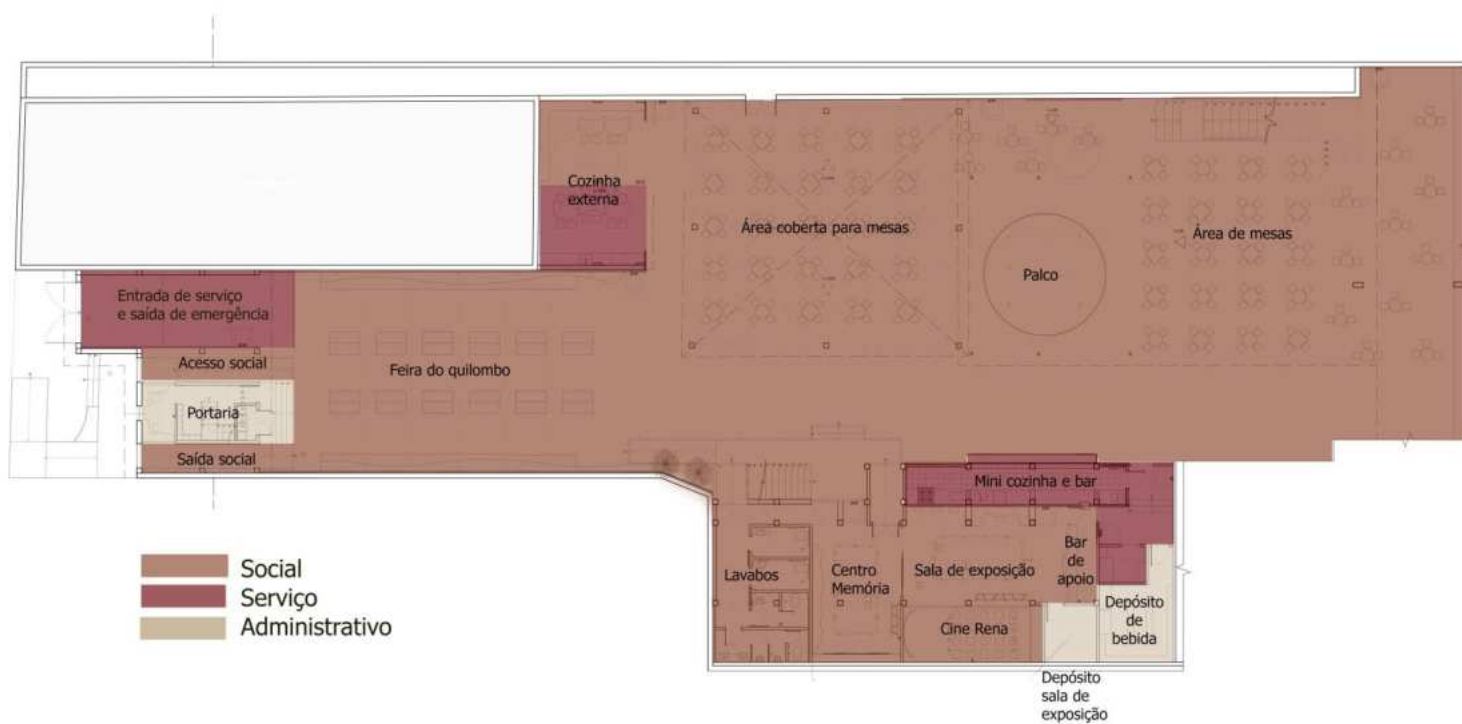 Cozinha
externa
Área coberta para mesas
Área de mesas
Palco
Entrada de serviço
e saída de emergência
Acesso social
Feira do quilombo
Portaria
Saída social
Mini cozinha e bar
Lavabos
Centro
Memória
Sala de exposição
Bar
de
apoio
Cine Rena
Depósito
de
bebida
Depósito
sala de
exposição
Social
Serviço
Administrativo